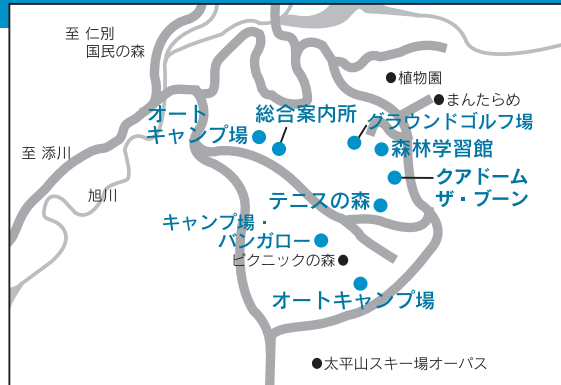 至 仁別
国民の森
植物園
まんたらめ
オート
キャンプ場
総合案内所
グラウンドゴルフ場
至 添川
森林学習館
クアドーム
ザ・ブーン
旭川
テニスの森
キャンプ場・
バンガロー
ピクニックの森
オートキャンプ場
太平山スキー場オーパス